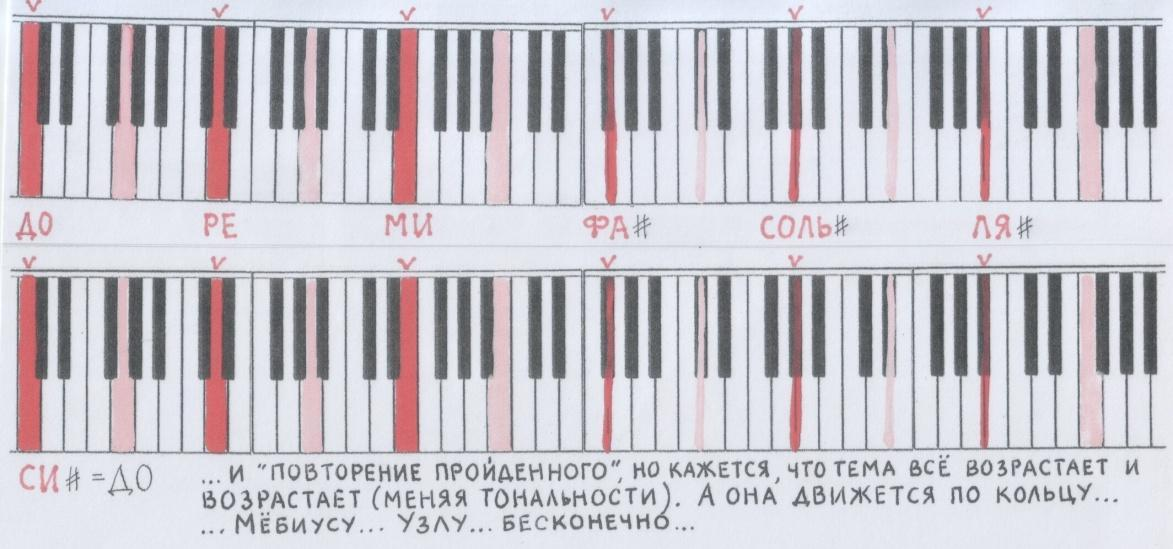 ДО РЕ МИ ФА# СОЛЬ# ЛЯ#
СИ# = ДО
... И "ПОВТОРЕНИЕ ПРОЙДЕННОГО", НО КАЖЕТСЯ, ЧТО ТЕМА ВСЁ ВОЗРАСТАЕТ И
ВОЗРАСТАЕТ (МЕНЯЯ ТОНАЛЬНОСТИ). А ОНА ДВИЖЕТСЯ ПО КОЛЬЦУ...
... МЁБИУСУ... УЗЛУ... БЕСКОНЕЧНО...